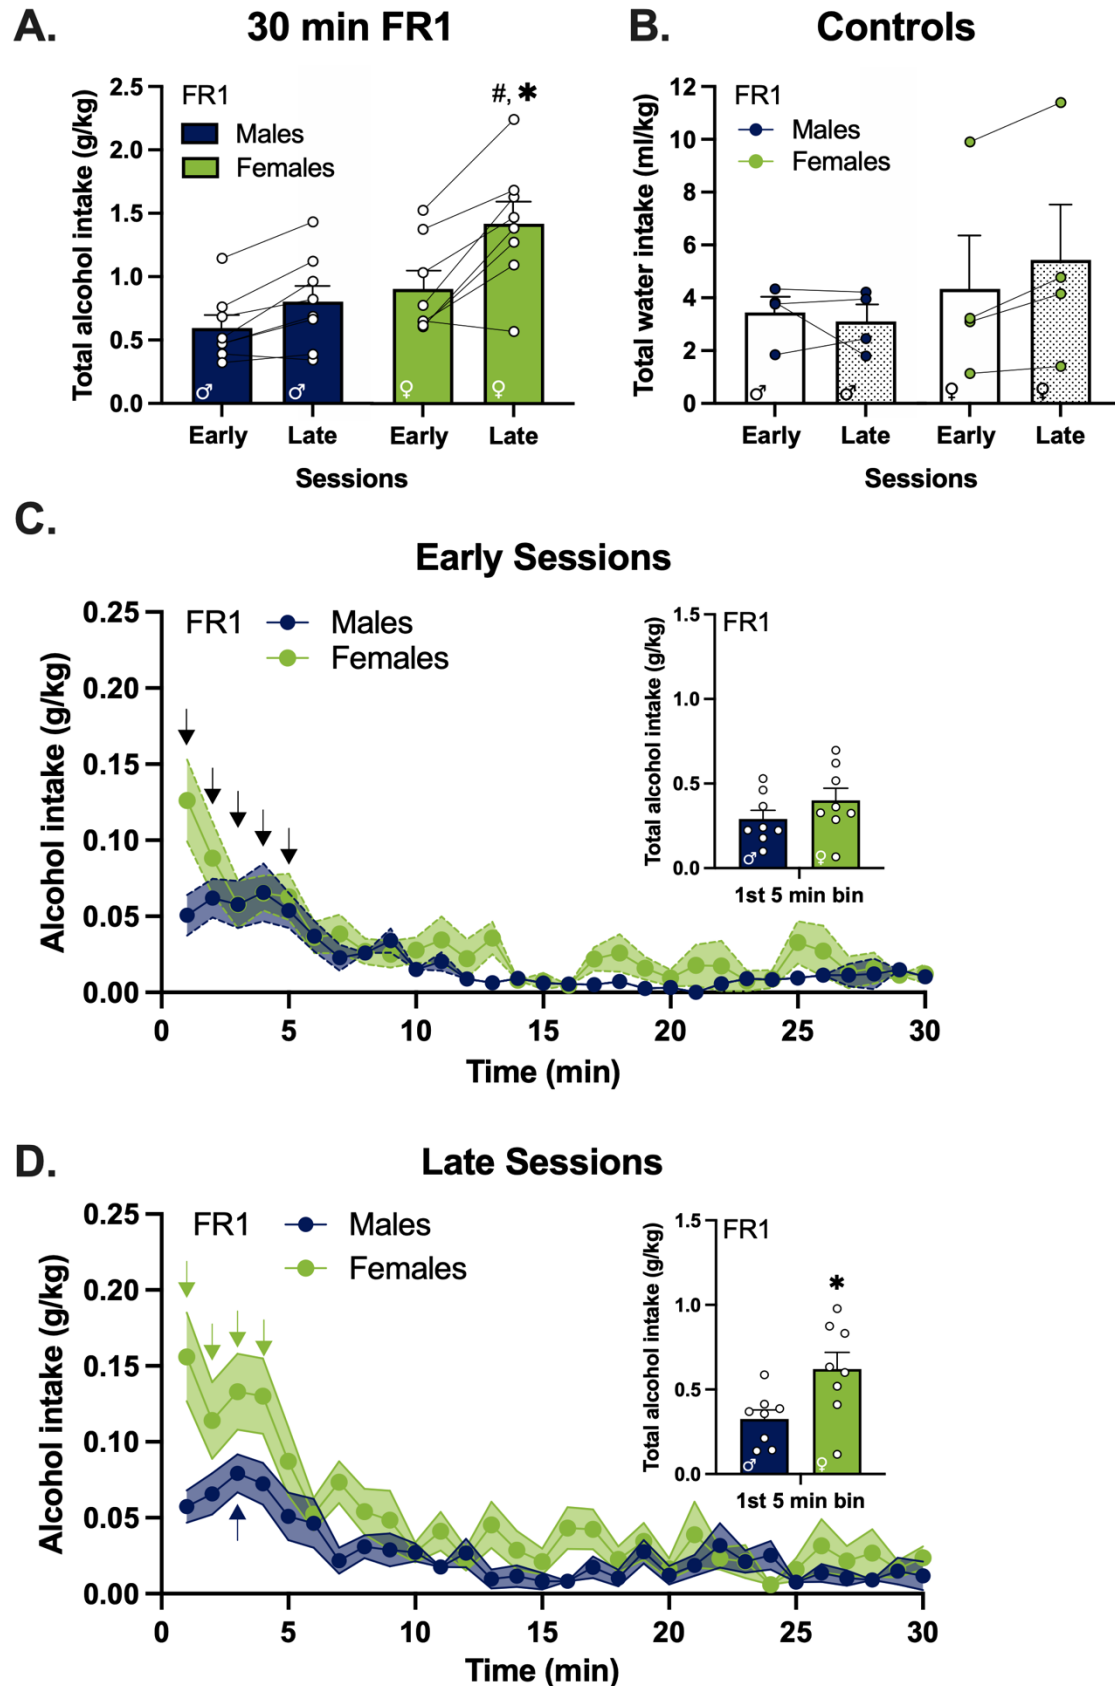 A.
30 min FR1
Total alcohol intake (g/kg)
2.5
2.0
1.5
1.0
0.5
0.0
FR1
Males
Females
#, *
♂
♂
♀
♀
Early
Late
Early
Late
Sessions
B.
Controls
Total water intake (ml/kg)
12
10
8
6
4
2
0
FR1
Males
Females
♂
♂
♀
♀
Early
Late
Early
Late
Sessions
C.
Early Sessions
Alcohol intake (g/kg)
0.25
0.20
0.15
0.10
0.05
0.00
FR1
Males
Females
0 5 10 15 20 25 30
Time (min)
Total alcohol intake (g/kg)
1.5
1.0
0.5
0.0
FR1
♂
♀
1st 5 min bin
D.
Late Sessions
Alcohol intake (g/kg)
0.25
0.20
0.15
0.10
0.05
0.00
FR1
Males
Females
0 5 10 15 20 25 30
Time (min)
Total alcohol intake (g/kg)
1.5
1.0
0.5
0.0
FR1
*
♂
♀
1st 5 min bin